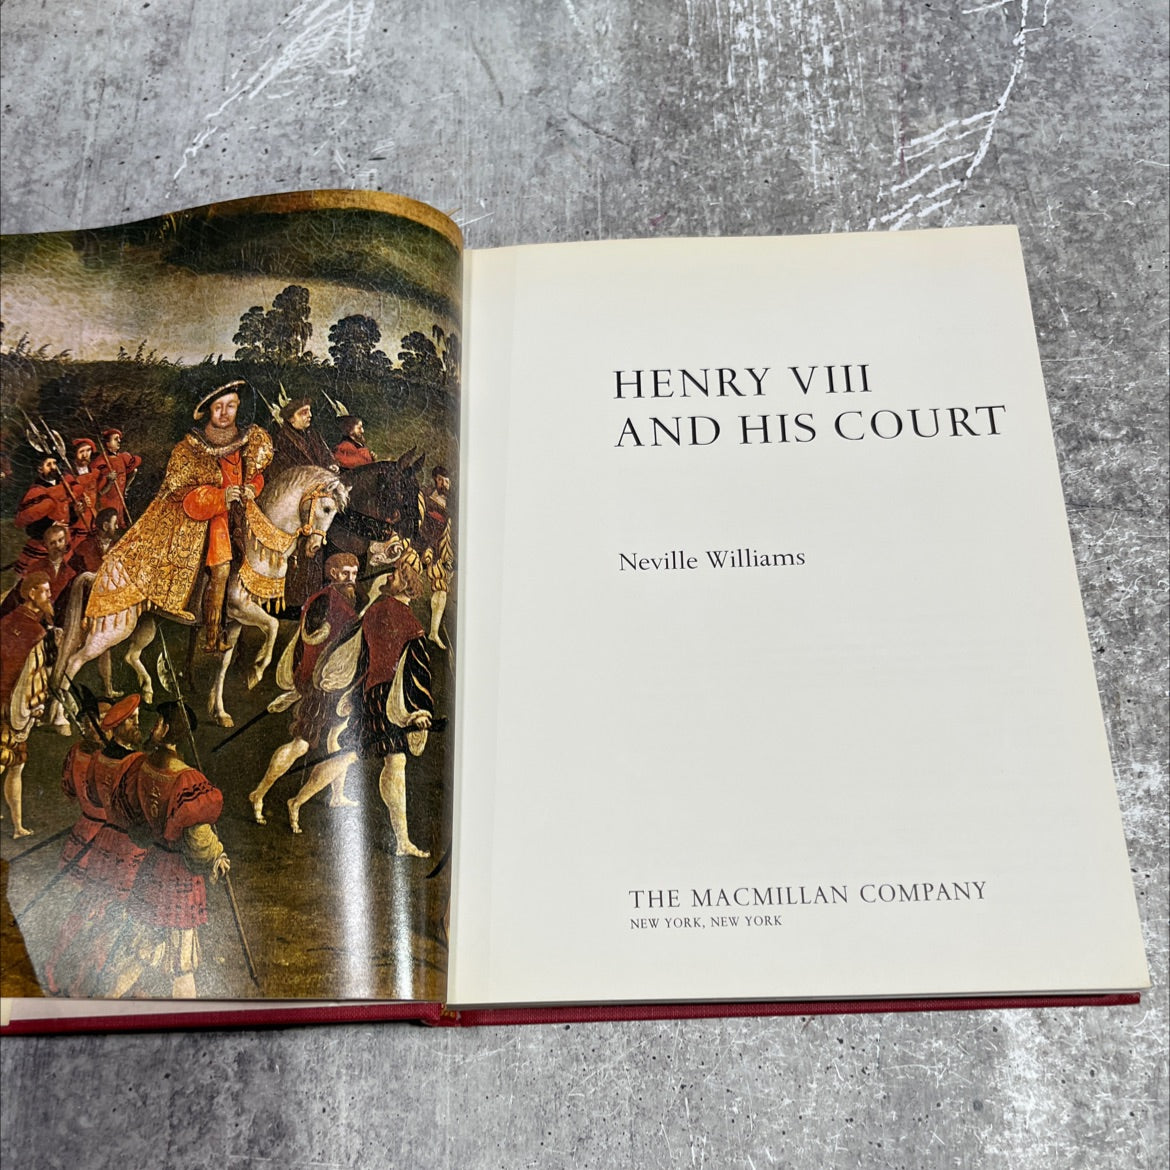 HENRY VIII
AND HIS COURT
Neville Williams
THE MACMILLAN COMPANY
NEW YORK, NEW YORK